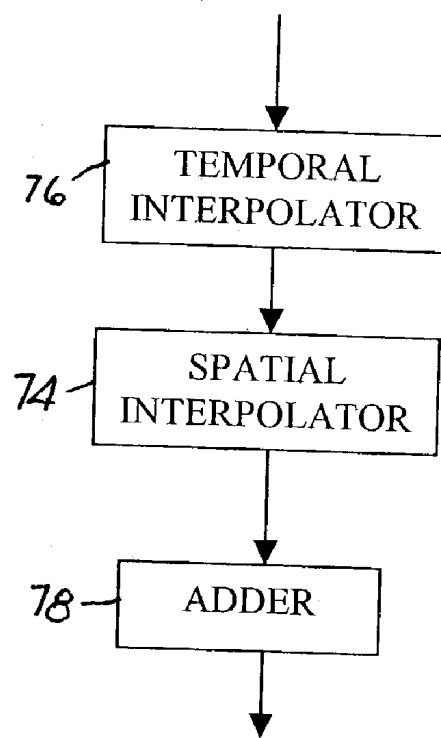 76
TEMPORAL
INTERPOLATOR
74
SPATIAL
INTERPOLATOR
78
ADDER